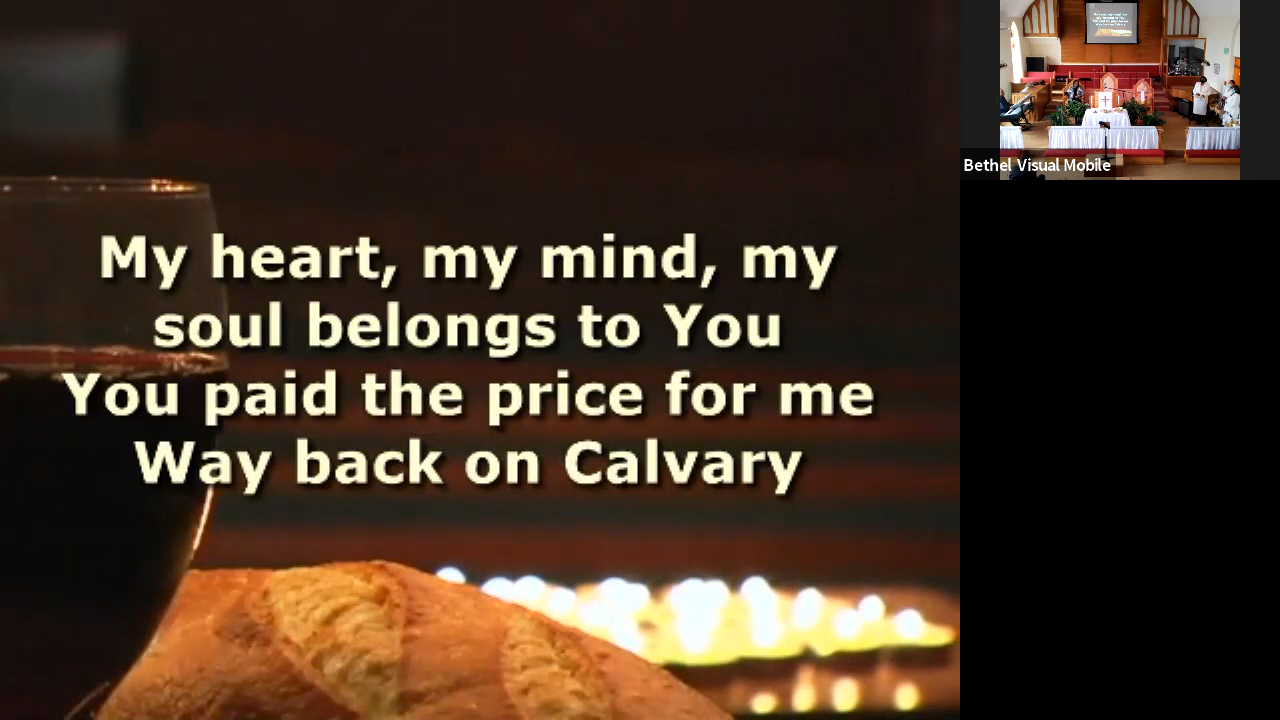 My heart, my mind, my
soul belongs to You
You paid the price for me
Way back on Calvary
Bethel Visual Mobile